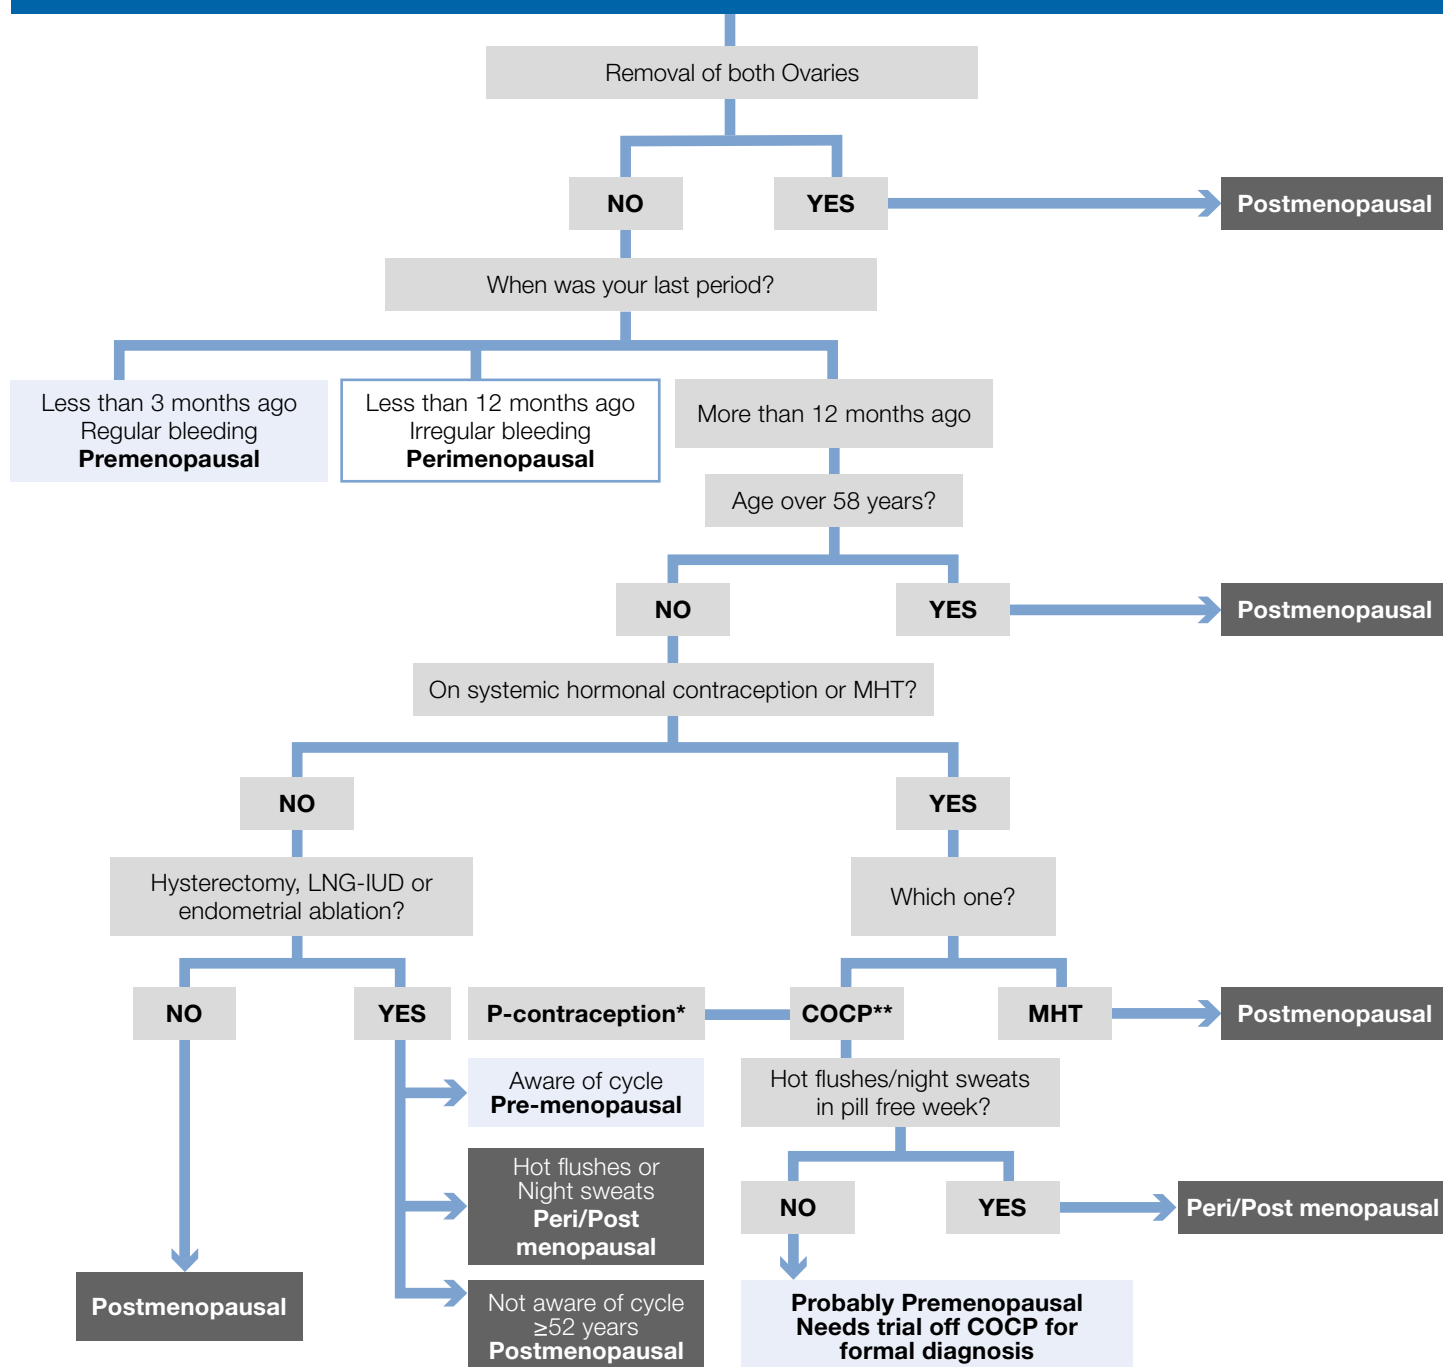 Removal of both Ovaries
NO
YES
Postmenopausal
When was your last period?
Less than 3 months ago
Regular bleeding
Premenopausal
Less than 12 months ago
Irregular bleeding
Perimenopausal
More than 12 months ago
Age over 58 years?
NO
YES
Postmenopausal
On systemic hormonal contraception or MHT?
NO
YES
Hysterectomy, LNG-IUD or
endometrial ablation?
Which one?
NO
YES
P-contraception*
COCP**
MHT
Postmenopausal
Aware of cycle
Pre-menopausal
Hot flushes/night sweats
in pill free week?
Hot flushes or
Night sweats
Peri/Post
menopausal
NO
YES
Peri/Post menopausal
Postmenopausal
Not aware of cycle
≥52 years
Postmenopausal
Probably Premenopausal
Needs trial off COCP for
formal diagnosis